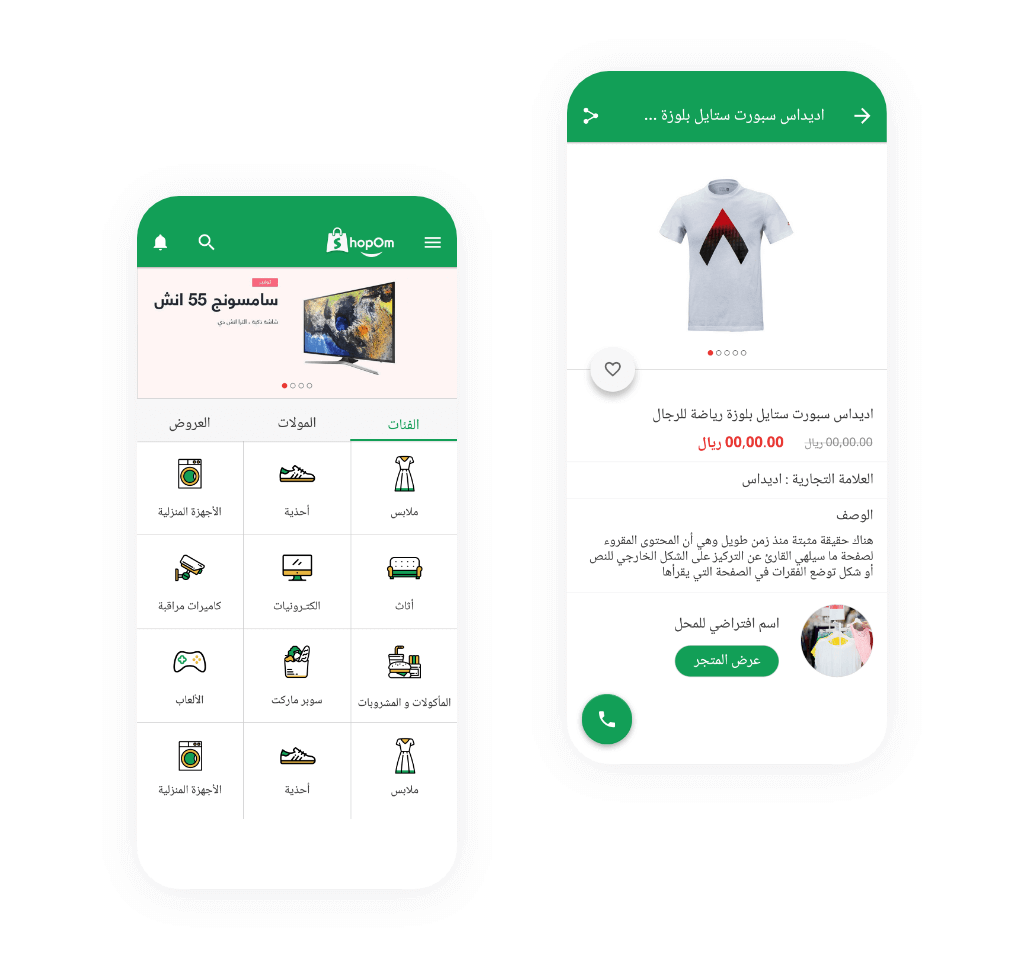 ShopOm
جديد
سامسونج 55 انش
شاشة ذكية ، الترا اتش دي
الفئات
المولات
العروض
ملابس
أحذية
الأجهزة المنزلية
أثاث
الكترونيات
كاميرات مراقبة
المأكولات و المشروبات
سوبر ماركت
الألعاب
ملابس
أحذية
الأجهزة المنزلية
اديداس سبورت ستايل بلوزة ...
اديداس سبورت ستايل بلوزة رياضة للرجال
00,00.00 ريال
00,00.00 ريال
العلامة التجارية : اديداس
الوصف
هناك حقيقة مثبتة منذ زمن طويل وهي أن المحتوى المقروء
لصفحة ما سيلهي القارئ عن التركيز على الشكل الخارجي للنص
أو شكل توضع الفقرات في الصفحة التي يقرأها
اسم افتراضي للمحل
عرض المتجر